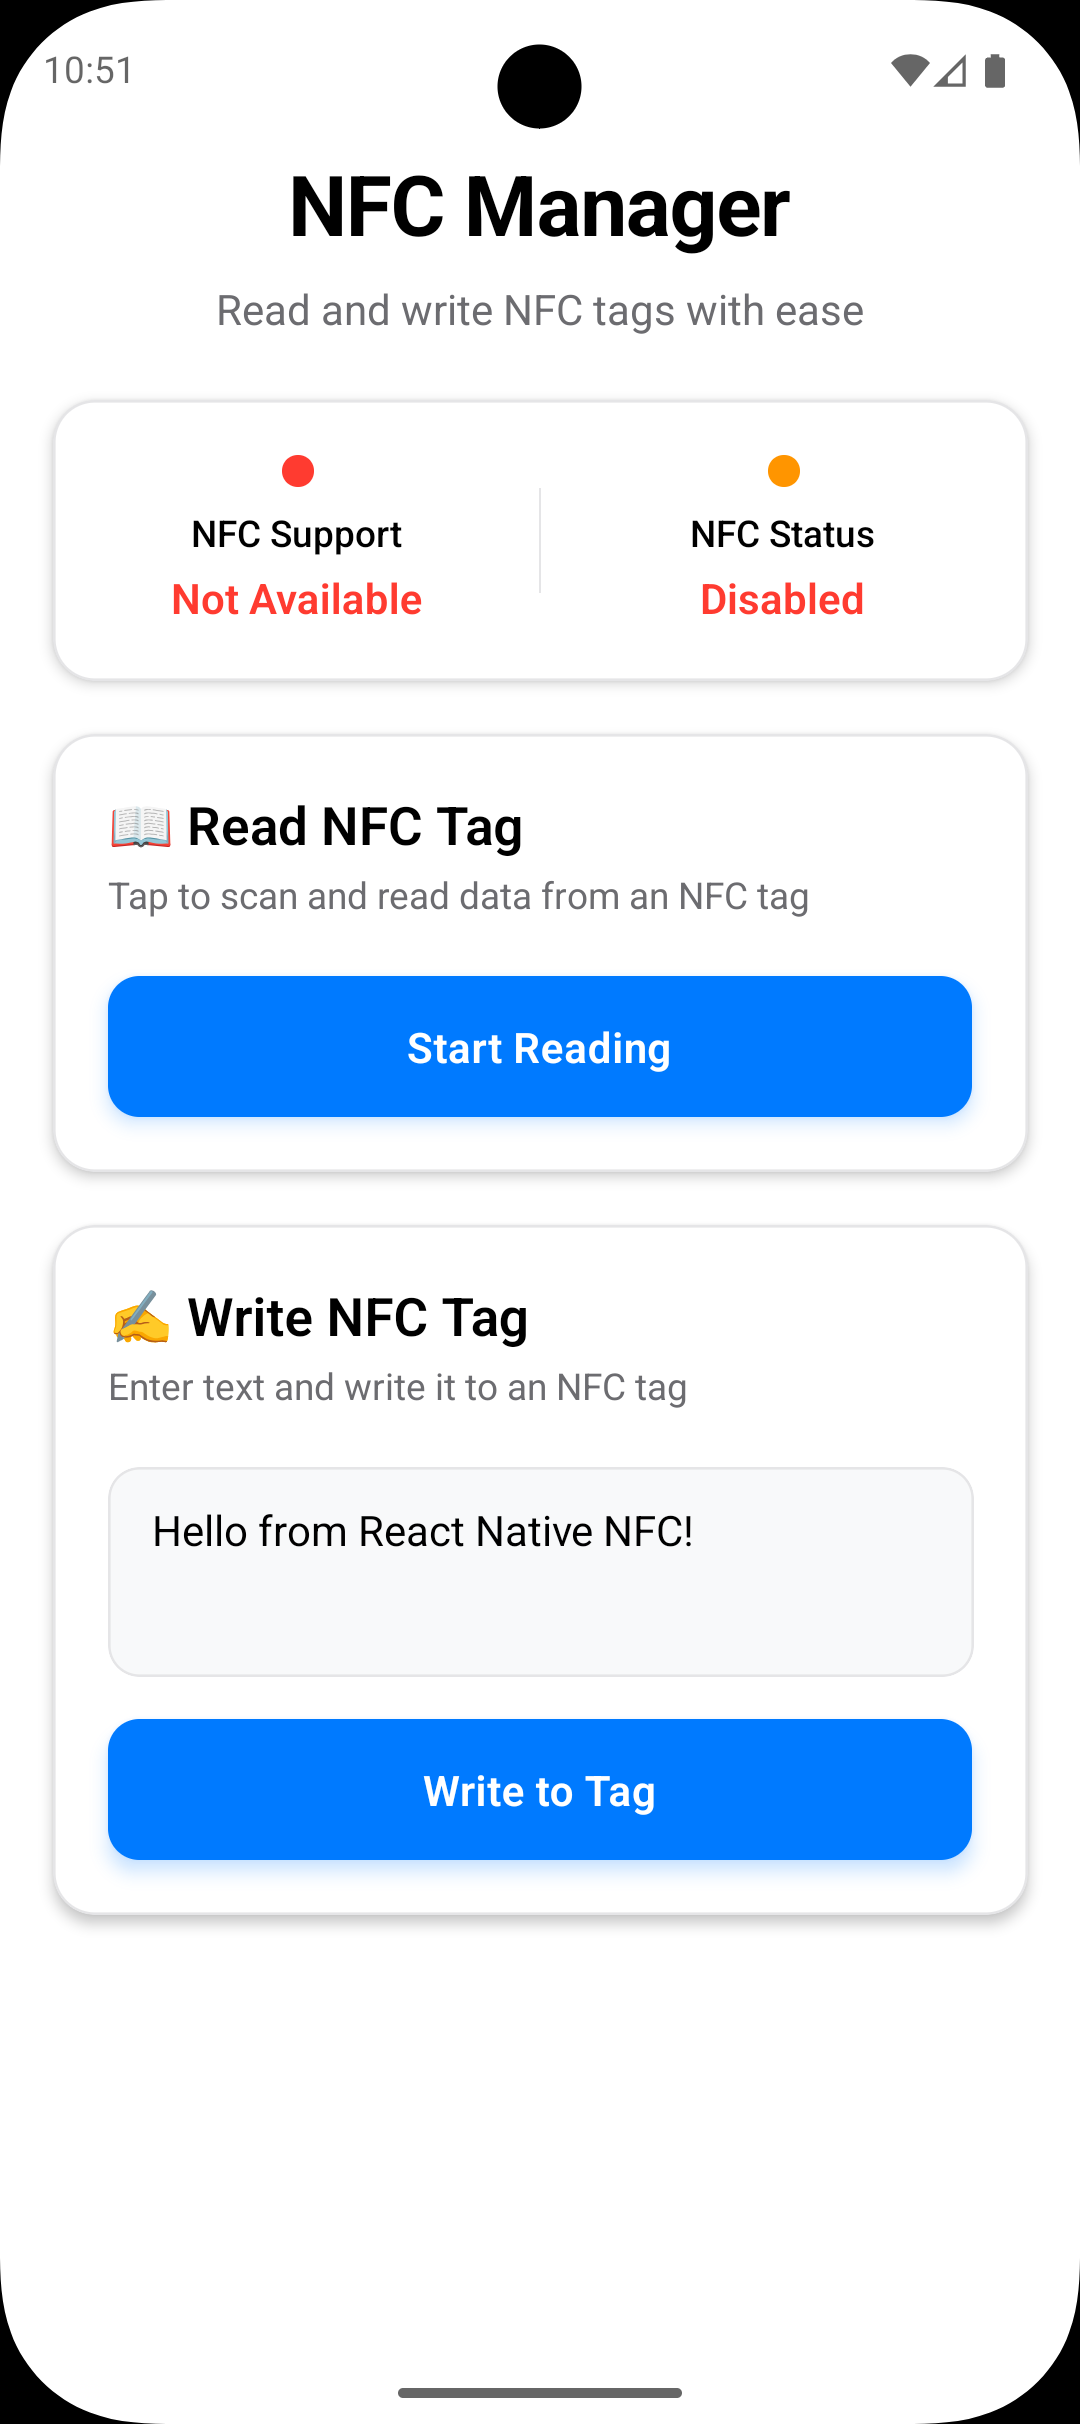 10:51
NFC Manager
Read and write NFC tags with ease
NFC Support
Not Available
NFC Status
Disabled
📖 Read NFC Tag
Tap to scan and read data from an NFC tag
Start Reading
✍️ Write NFC Tag
Enter text and write it to an NFC tag
Hello from React Native NFC!
Write to Tag